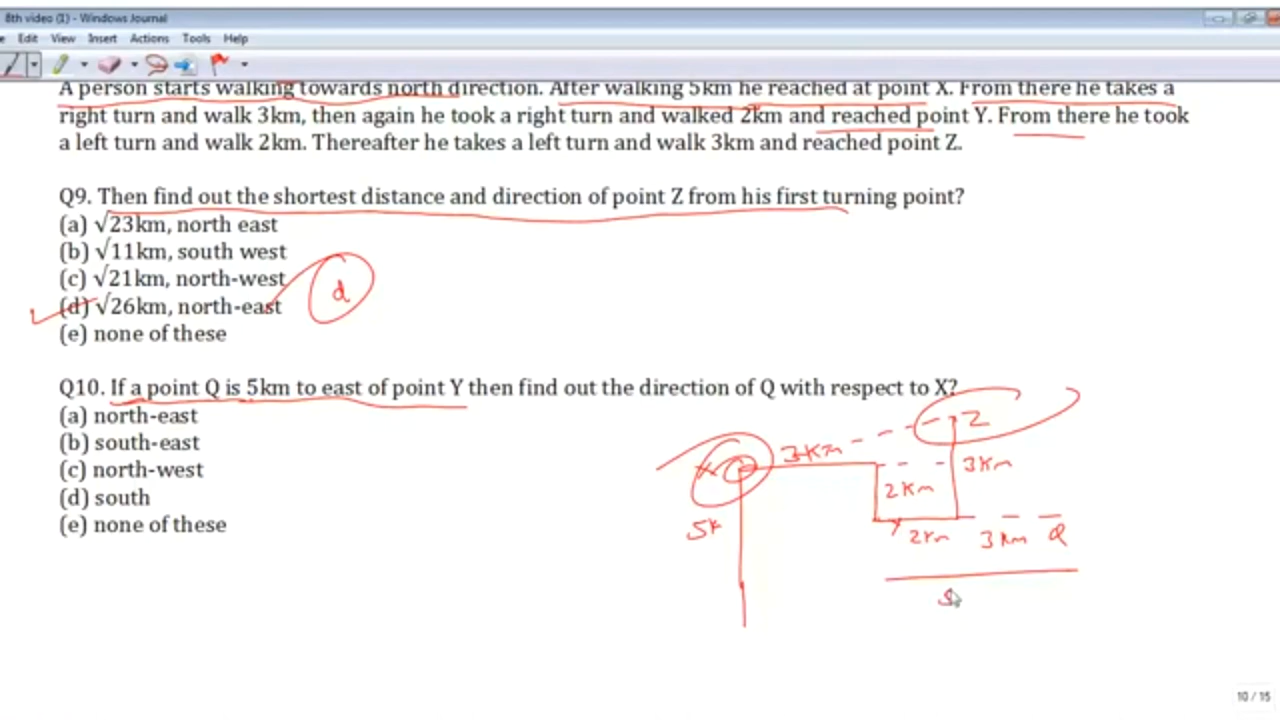 8th video (1) - Windows Journal
Edit View Insert Actions Tools Help
A person starts walking towards north direction. After walking 5km he reached at point X. From there he takes a
right turn and walk 3km, then again he took a right turn and walked 2km and reached point Y. From there he took
a left turn and walk 2km. Thereafter he takes a left turn and walk 3km and reached point Z.
Q9. Then find out the shortest distance and direction of point Z from his first turning point?
(a) √23km, north east
(b) √11km, south west
(c) √21km, north-west
d
(d) √26km, north-east
(e) none of these
Q10. If a point Q is 5km to east of point Y then find out the direction of Q with respect to X?
(a) north-east
(b) south-east
(c) north-west
(d) south
(e) none of these
Z
3km
X
3km
2km
5k
Y
2km
3km
Q
S
10 / 15